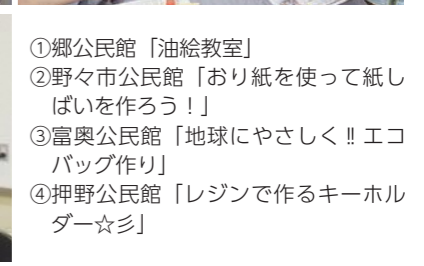 ①郷公民館「油絵教室」
②野々市公民館「おり紙を使って紙し
ばいを作ろう！」
③富奥公民館「地球にやさしく‼エコ
バッグ作り」
④押野公民館「レジンで作るキーホル
ダー☆彡」